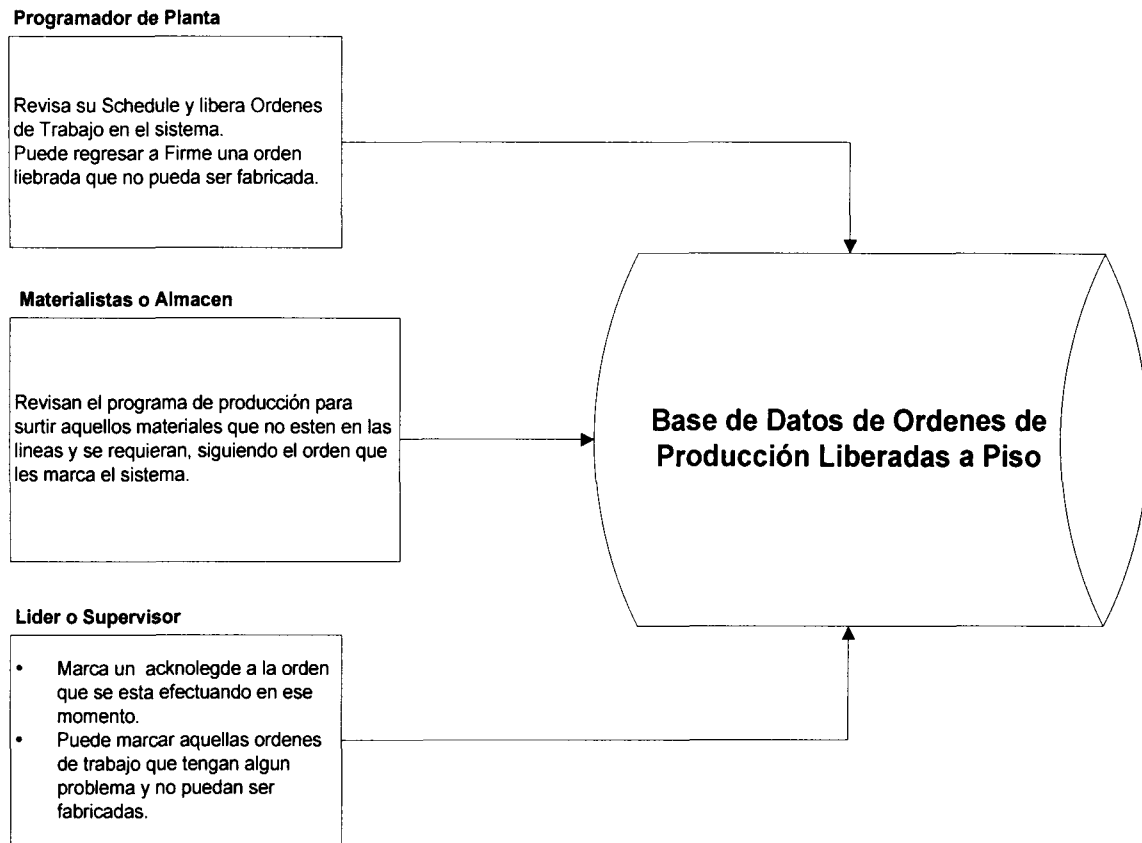 Programador de Planta
Revisa su Schedule y libera Ordenes
de Trabajo en el sistema.
Puede regresar a Firme una orden
liebrada que no pueda ser fabricada.
Materialistas o Almacen
Revisan el programa de producción para
surtir aquellos materiales que no esten en las
lineas y se requieran, siguiendo el orden que
les marca el sistema.
Lider o Supervisor
• Marca un acknolegde a la orden
que se esta efectuando en ese
momento.
• Puede marcar aquellas ordenes
de trabajo que tengan algun
problema y no puedan ser
fabricadas.
Base de Datos de Ordenes de
Producción Liberadas a Piso